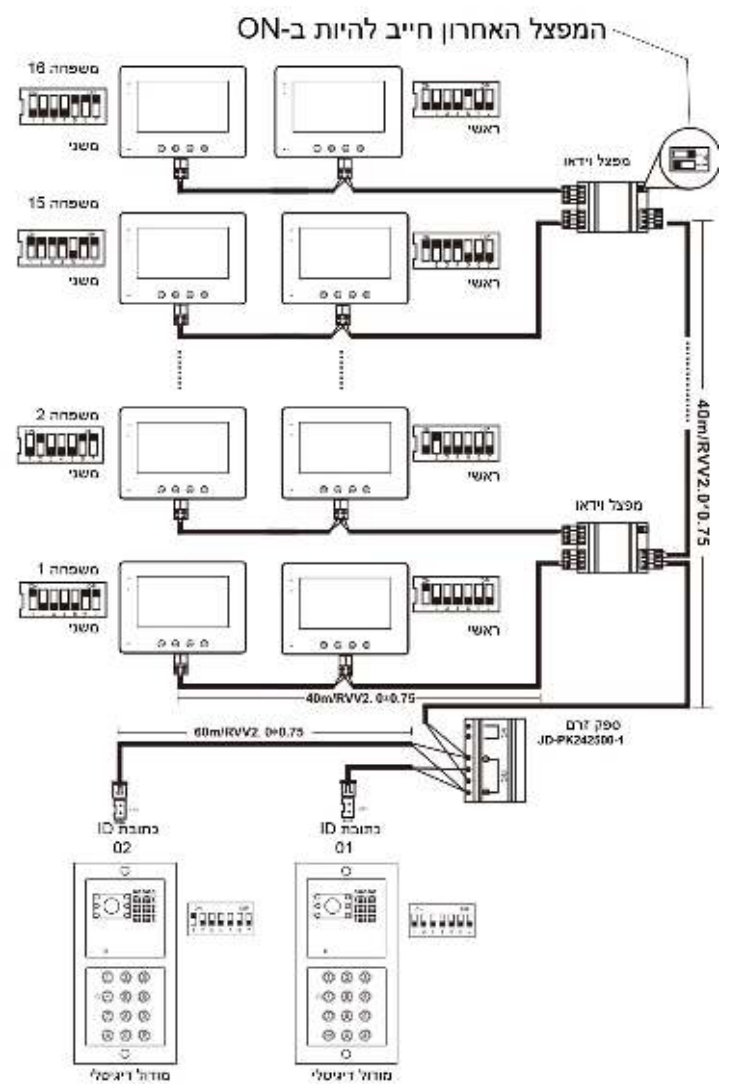 המפצל האחרון חייב להיות ב-ON
משפחה 16
משני
ראשי
מפצל וידאו
משפחה 15
משני
ראשי
משפחה 2
משני
ראשי
מפצל וידאו
40m/RVV2.0*0.75
משפחה 1
משני
ראשי
40m/RVV2.0*0.75
60m/RVV2.0*0.75
ספק זרם
JD-PK242500-1
כתובת ID
02
כתובת ID
01
מודול דיגיטלי
מודול דיגיטלי